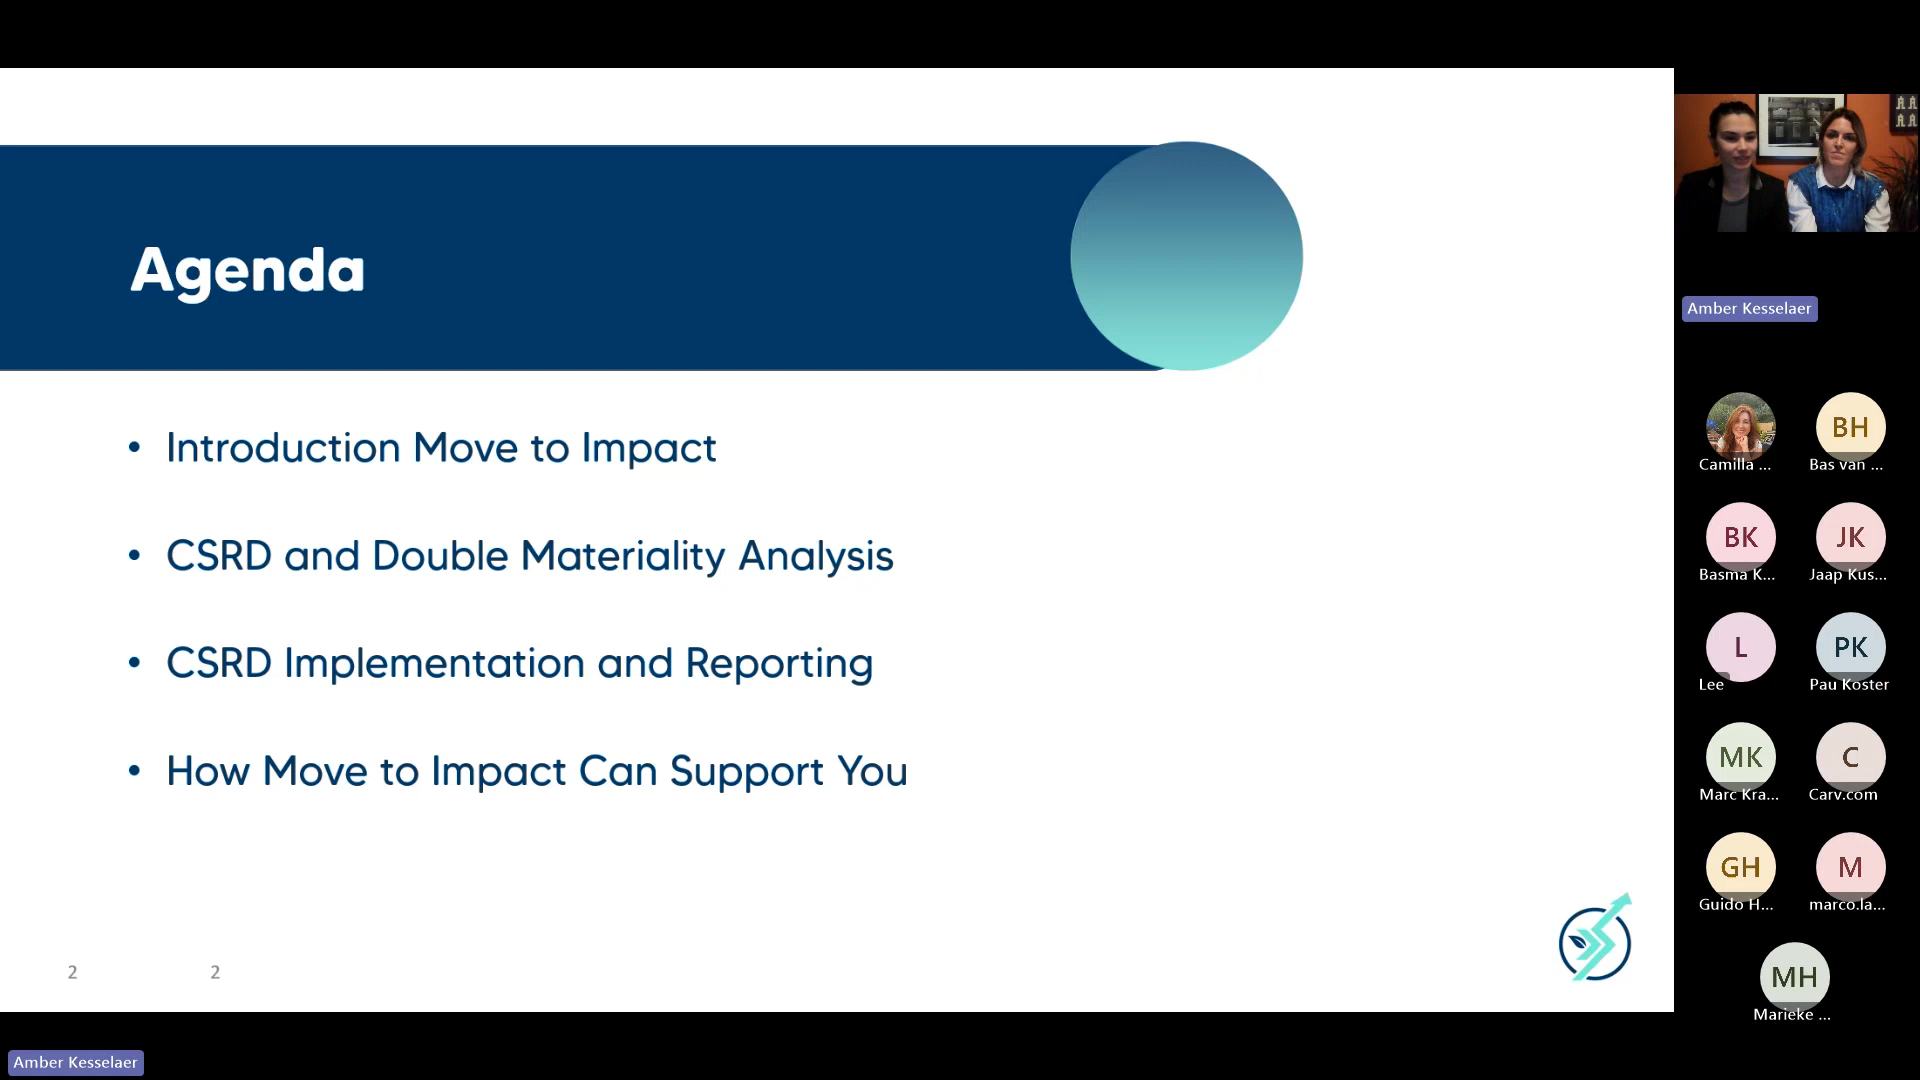 Agenda
• Introduction Move to Impact
• CSRD and Double Materiality Analysis
• CSRD Implementation and Reporting
• How Move to Impact Can Support You
2 2
Amber Kesselaer
Amber Kesselaer
BH
Camilla ... Bas van ...
BK JK
Basma K... Jaap Kus...
L PK
Lee Pau Koster
MK C
Marc Kra... Carv.com
GH M
Guido H... marco.la...
MH
Marieke ...